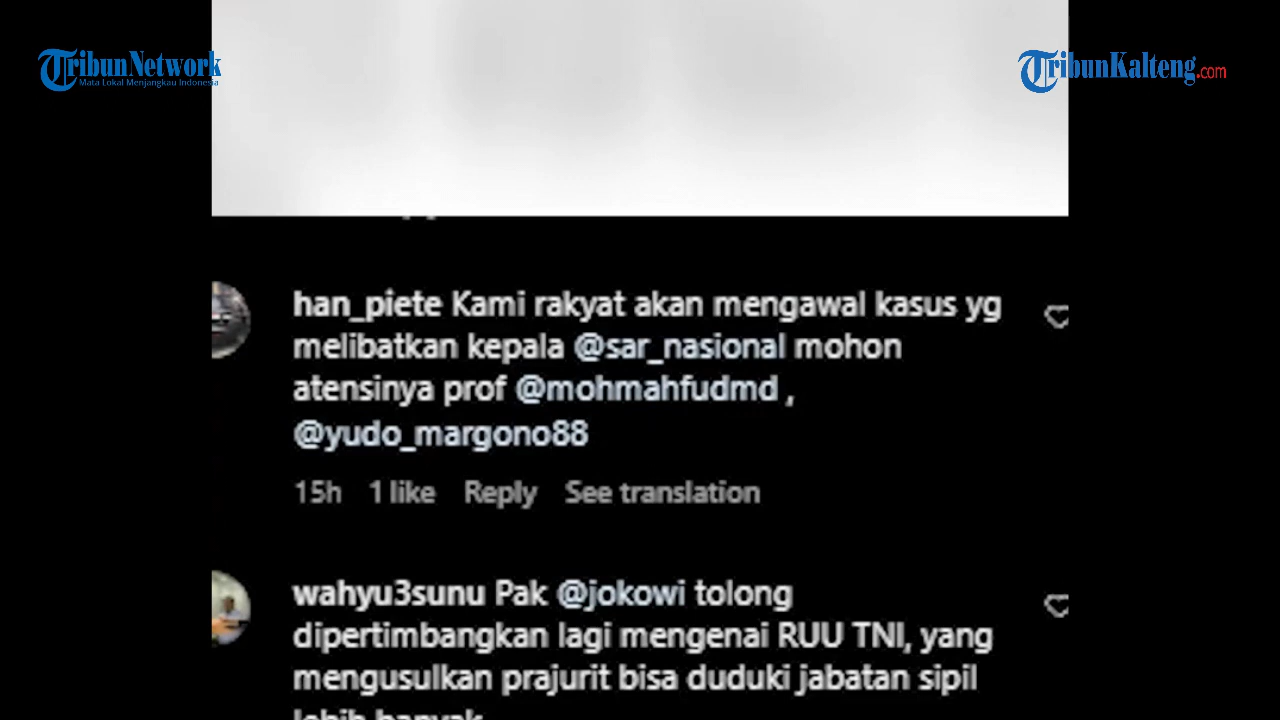 TribunNetwork
Mata Lokal Menjangkau Indonesia
TribunKalteng.com
han_piete Kami rakyat akan mengawal kasus yg
melibatkan kepala @sar_nasional mohon
atensinya prof @mohmahfudmd ,
@yudo_margono88
15h 1 like Reply See translation
wahyu3sunu Pak @jokowi tolong
dipertimbangkan lagi mengenai RUU TNI, yang
mengusulkan prajurit bisa duduki jabatan sipil
lebih banyak